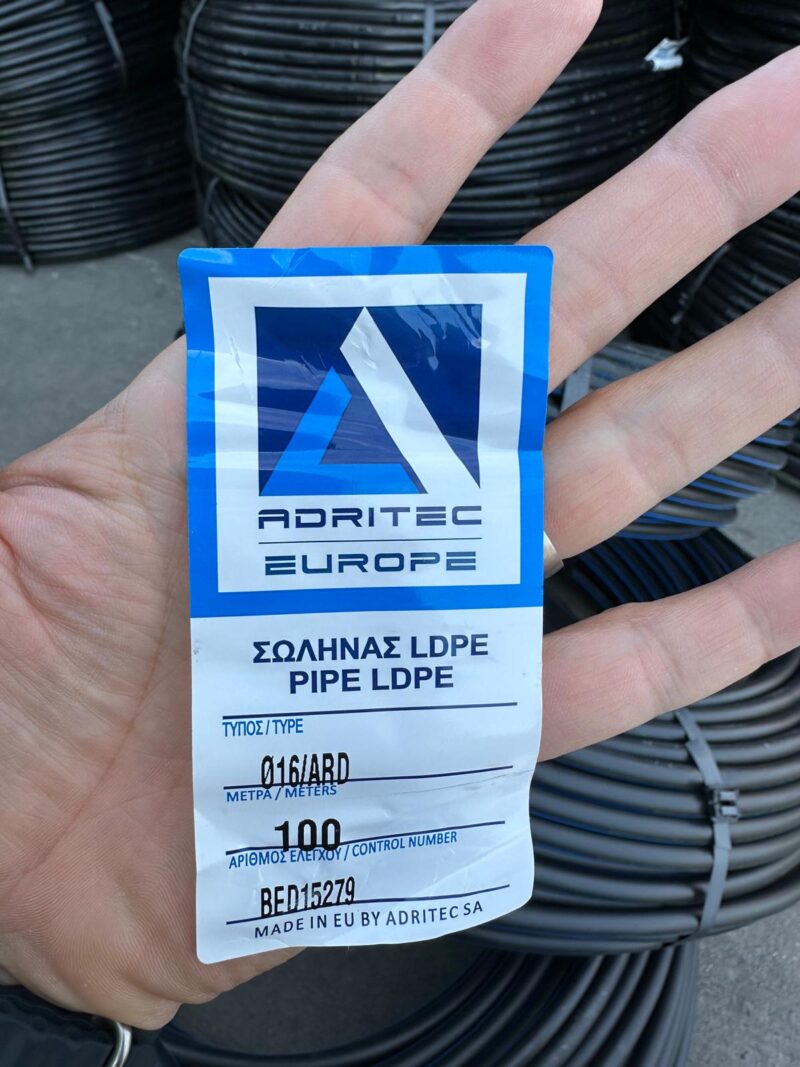 ADRITEC
EUROPE
ΣΩΛΗΝΑΣ LDPE
PIPE LDPE
ΤΥΠΟΣ / TYPE
Ø16/ARD
ΜΕΤΡΑ / METERS
100
ΑΡΙΘΜΟΣ ΕΛΕΓΧΟΥ / CONTROL NUMBER
BED15279
MADE IN EU BY ADRITEC SA